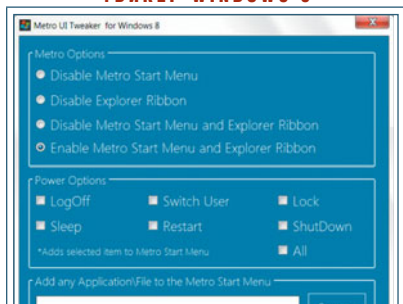 Metro UI Tweaker for Windows 8
Metro Options
Disable Metro Start Menu
Disable Explorer Ribbon
Disable Metro Start Menu and Explorer Ribbon
Enable Metro Start Menu and Explorer Ribbon
Power Options
LogOff Switch User Lock
Sleep Restart ShutDown
*Adds selected item to Metro Start Menu All
Add any Application\File to the Metro Start Menu